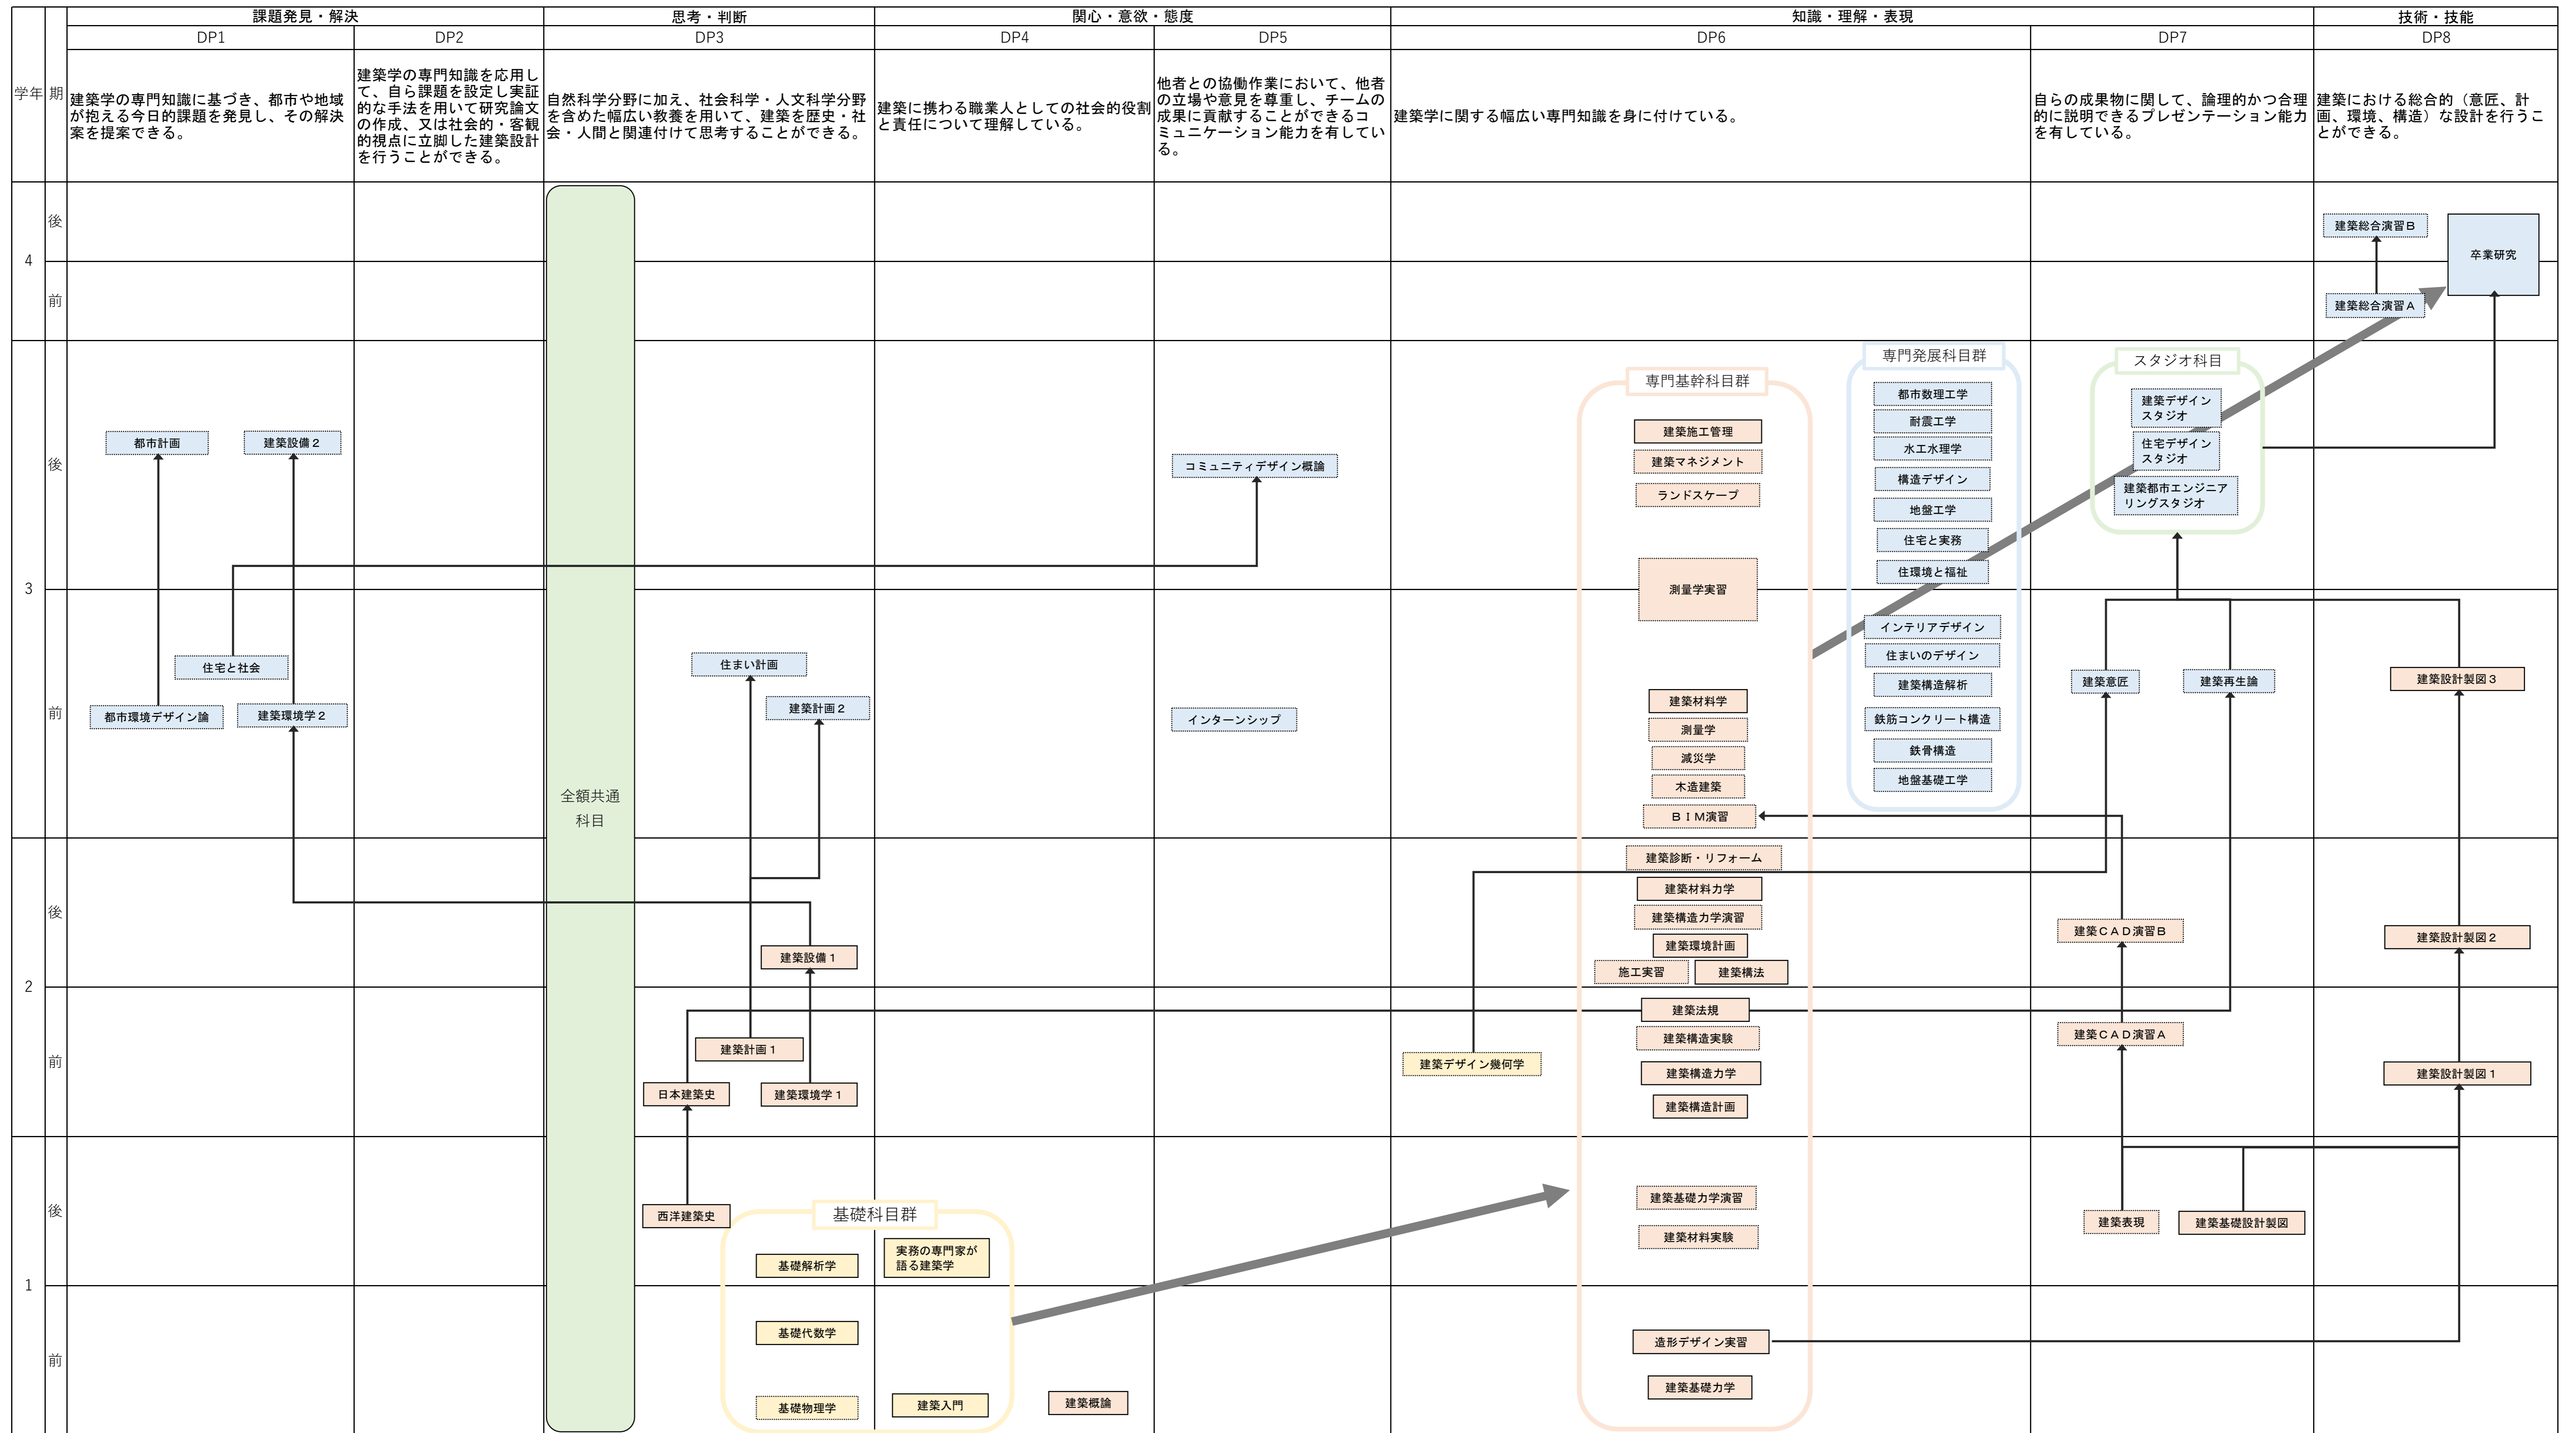 課題発見・解決
思考・判断
関心・意欲・態度
知識・理解・表現
技術・技能
DP1
DP2
DP3
DP4
DP5
DP6
DP7
DP8
学年
期
建築学の専門知識に基づき、都市や地域
が抱える今日的課題を発見し、その解決
案を提案できる。
建築学の専門知識を応用し
て、自ら課題を設定し実証
的な手法を用いて研究論文
の作成、又は社会的・客観
的視点に立脚した建築設計
を行うことができる。
自然科学分野に加え、社会科学・人文科学分野
を含めた幅広い教養を用いて、建築を歴史・社
会・人間と関連付けて思考することができる。
建築に携わる職業人としての社会的役割
と責任について理解している。
他者との協働作業において、他者
の立場や意見を尊重し、チームの
成果に貢献することができるコ
ミュニケーション能力を有してい
る。
建築学に関する幅広い専門知識を身に付けている。
自らの成果物に関して、論理的かつ合理
的に説明できるプレゼンテーション能力
を有している。
建築における総合的（意匠、計
画、環境、構造）な設計を行うこ
とができる。
4
後
前
建築総合演習B
卒業研究
建築総合演習A
3
後
都市計画
建築設備２
コミュニティデザイン概論
専門基幹科目群
建築施工管理
建築マネジメント
ランドスケープ
測量学実習
専門発展科目群
都市数理工学
耐震工学
水工水理学
構造デザイン
地盤工学
住宅と実務
住環境と福祉
スタジオ科目
建築デザイン
スタジオ
住宅デザイン
スタジオ
建築都市エンジニア
リングスタジオ
前
住宅と社会
都市環境デザイン論
建築環境学２
住まい計画
建築計画２
インターンシップ
建築材料学
測量学
減災学
木造建築
ＢＩＭ演習
インテリアデザイン
住まいのデザイン
建築構造解析
鉄筋コンクリート構造
鉄骨構造
地盤基礎工学
建築意匠
建築再生論
建築設計製図３
全額共通
科目
2
後
建築設備１
建築診断・リフォーム
建築材料力学
建築構造力学演習
建築環境計画
施工実習
建築構法
建築ＣＡＤ演習B
建築設計製図２
前
建築計画１
日本建築史
建築環境学１
建築デザイン幾何学
建築法規
建築構造実験
建築構造力学
建築構造計画
建築ＣＡＤ演習A
建築設計製図１
1
後
西洋建築史
基礎科目群
基礎解析学
実務の専門家が
語る建築学
建築基礎力学演習
建築材料実験
建築表現
建築基礎設計製図
前
基礎代数学
基礎物理学
建築入門
建築概論
造形デザイン実習
建築基礎力学